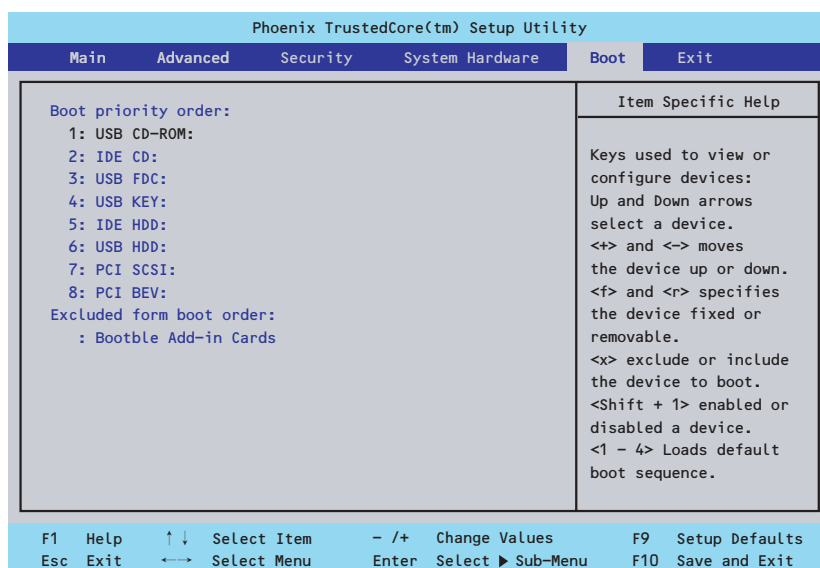 Phoenix TrustedCore(tm) Setup Utility
Main Advanced Security System Hardware Boot Exit
Boot priority order:
1: USB CD-ROM:
2: IDE CD:
3: USB FDC:
4: USB KEY:
5: IDE HDD:
6: USB HDD:
7: PCI SCSI:
8: PCI BEV:
Excluded form boot order:
: Bootble Add-in Cards
Item Specific Help
Keys used to view or
configure devices:
Up and Down arrows
select a device.
<+> and <-> moves
the device up or down.
<f> and <r> specifies
the device fixed or
removable.
<x> exclude or include
the device to boot.
<Shift + 1> enabled or
disabled a device.
<1 - 4> Loads default
boot sequence.
F1 Help ↑↓ Select Item - /+ Change Values F9 Setup Defaults
Esc Exit ←→ Select Menu Enter Select ▶ Sub-Menu F10 Save and Exit